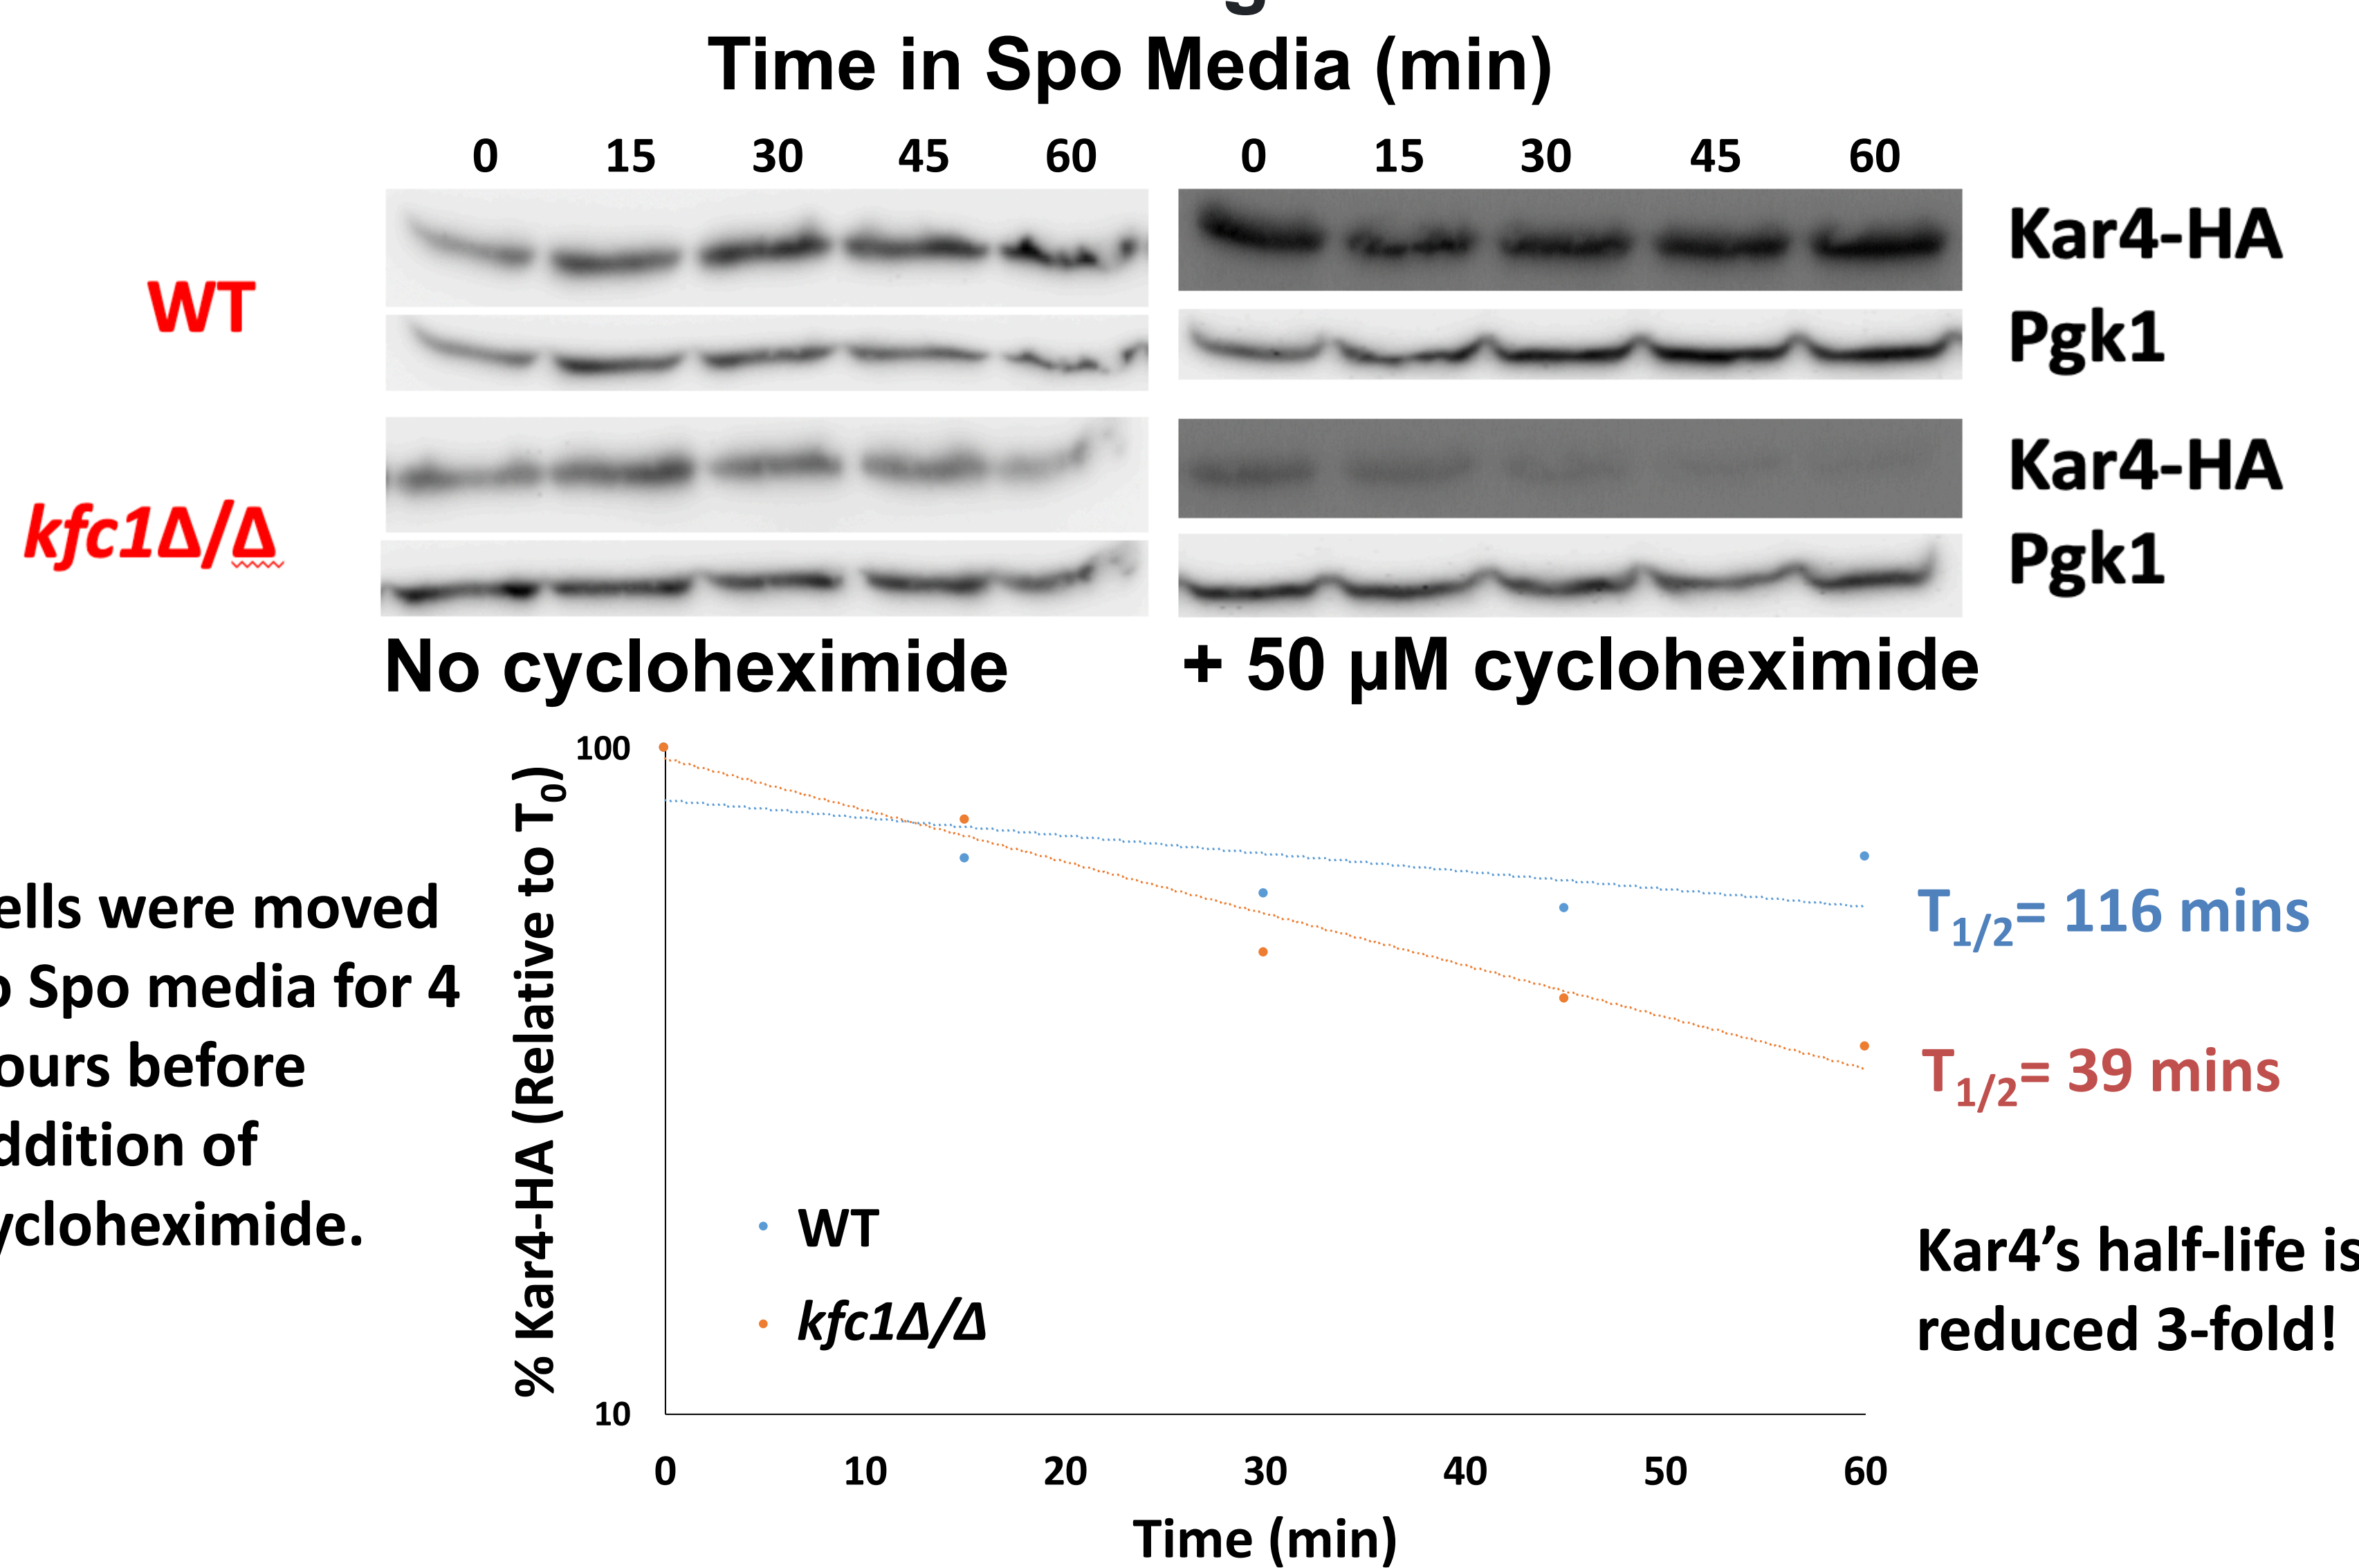 Time in Spo Media (min)
0 15 30 45 60 0 15 30 45 60
WT
Kar4-HA
Pgk1
kfc1Δ/Δ
Kar4-HA
Pgk1
No cycloheximide
+ 50 µM cycloheximide
100
10
% Kar4-HA (Relative to T₀)
0 10 20 30 40 50 60
Time (min)
WT
kfc1Δ/Δ
T₁/₂= 116 mins
T₁/₂= 39 mins
Kar4’s half-life is
reduced 3-fold!
ells were moved
o Spo media for 4
ours before
ddition of
ycloheximide.